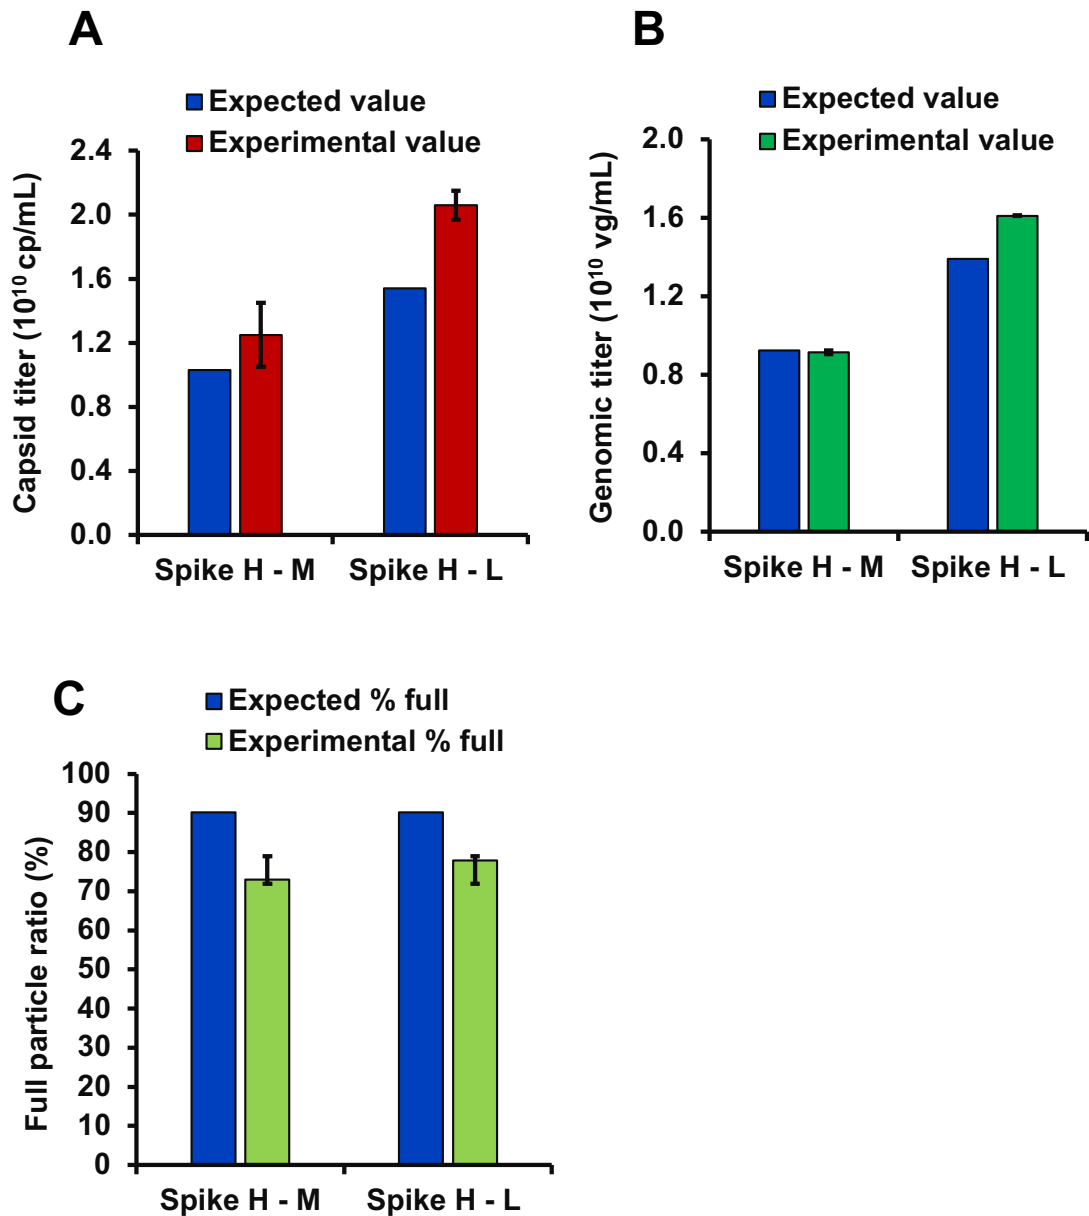 A
Expected value
Experimental value
Capsid titer (10¹⁰ cp/mL)
2.4
2.0
1.6
1.2
0.8
0.4
0.0
Spike H - M
Spike H - L
B
Expected value
Experimental value
Genomic titer (10¹⁰ vg/mL)
2.0
1.6
1.2
0.8
0.4
0.0
Spike H - M
Spike H - L
C
Expected % full
Experimental % full
Full particle ratio (%)
100
90
80
70
60
50
40
30
20
10
0
Spike H - M
Spike H - L